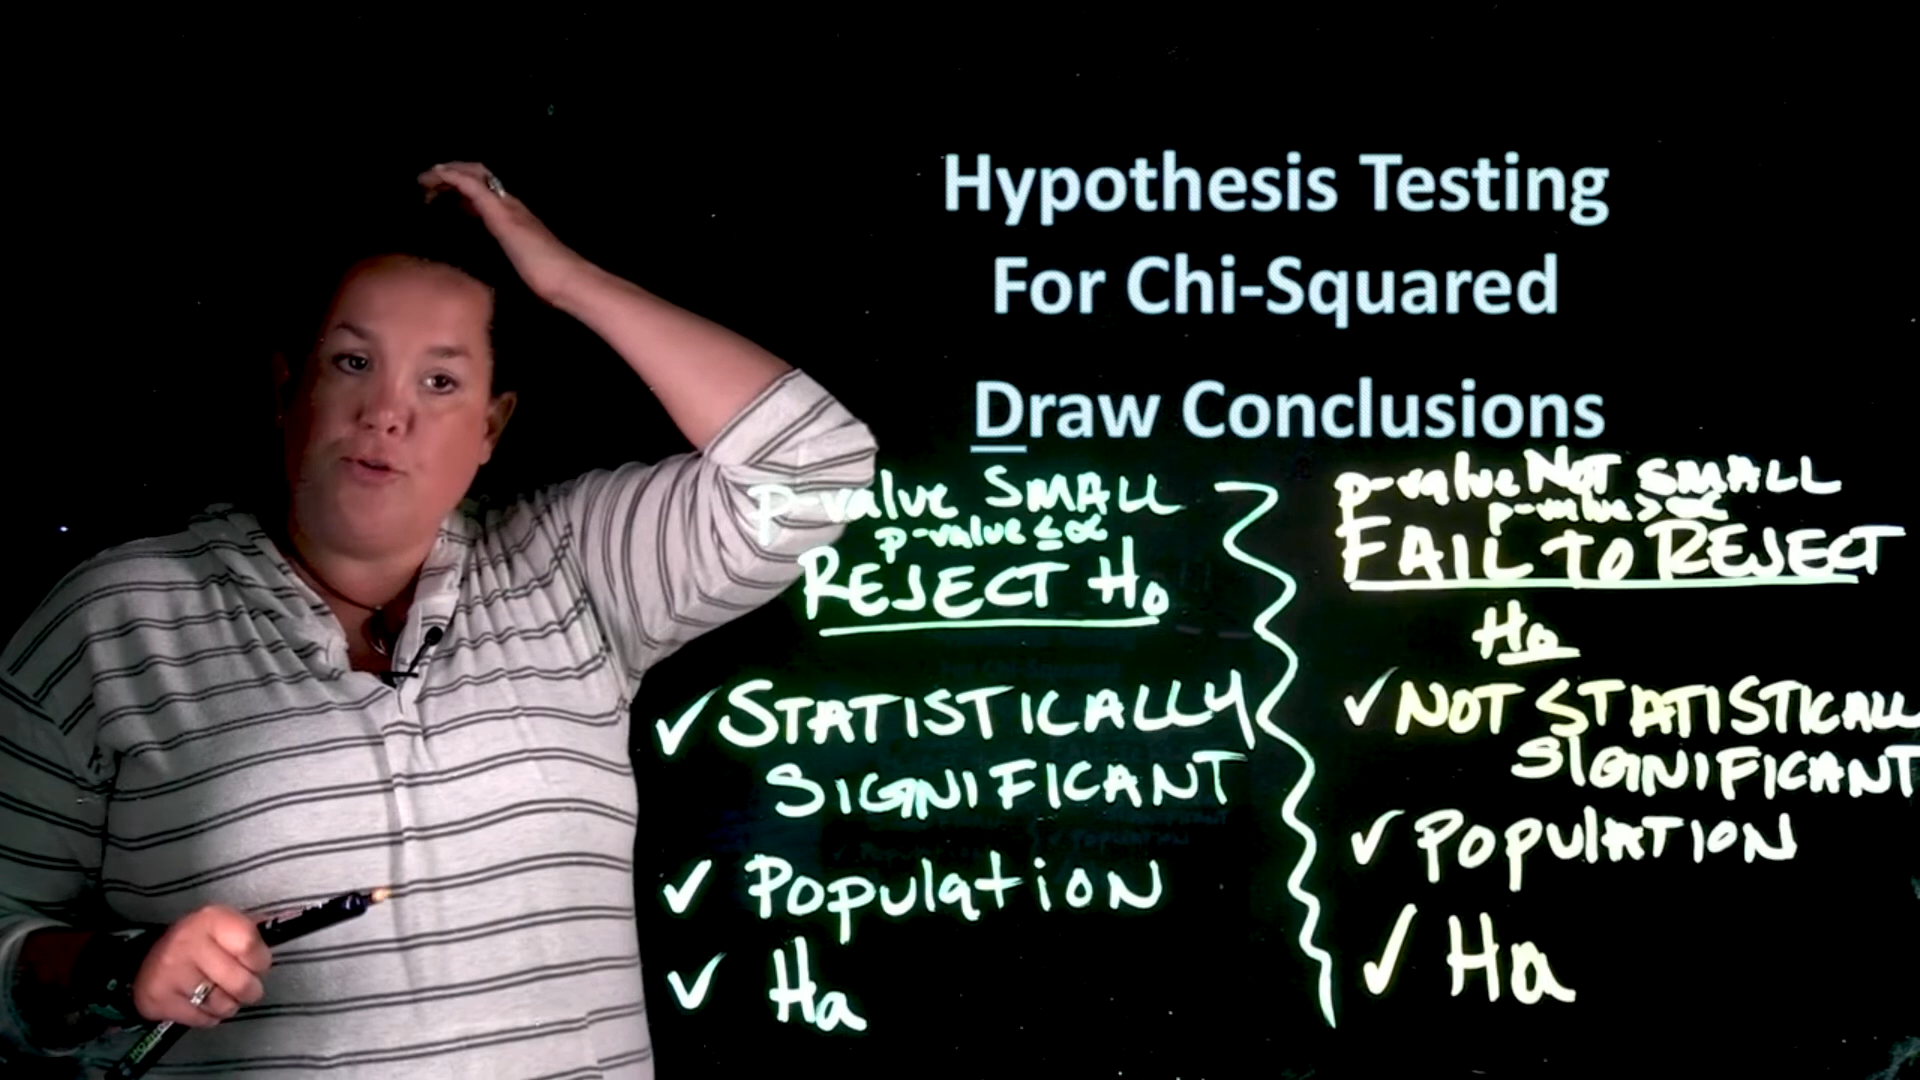 Hypothesis Testing
For Chi-Squared
Draw Conclusions
p-value SMALL
p-value ≤ α
REJECT H₀
✓ STATISTICALLY
SIGNIFICANT
✓ Population
✓ Ha
p-value NOT SMALL
p-value > α
FAIL TO REJECT
H₀
✓ NOT STATISTICALL
SIGNIFICANT
✓ POPULATION
✓ Ha